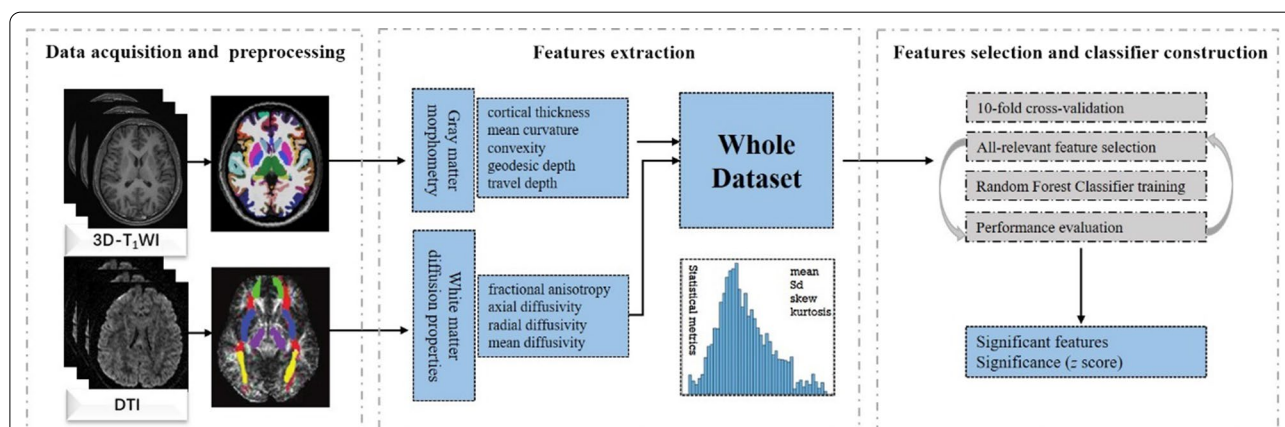 Data acquisition and preprocessing
3D-T₁WI
DTI
Features extraction
Gray matter
morphometry
cortical thickness
mean curvature
convexity
geodesic depth
travel depth
White matter
diffusion properties
fractional anisotropy
axial diffusivity
radial diffusivity
mean diffusivity
Whole
Dataset
Statistical metrics
mean
Sd
skew
kurtosis
Features selection and classifier construction
10-fold cross-validation
All-relevant feature selection
Random Forest Classifier training
Performance evaluation
Significant features
Significance (z score)